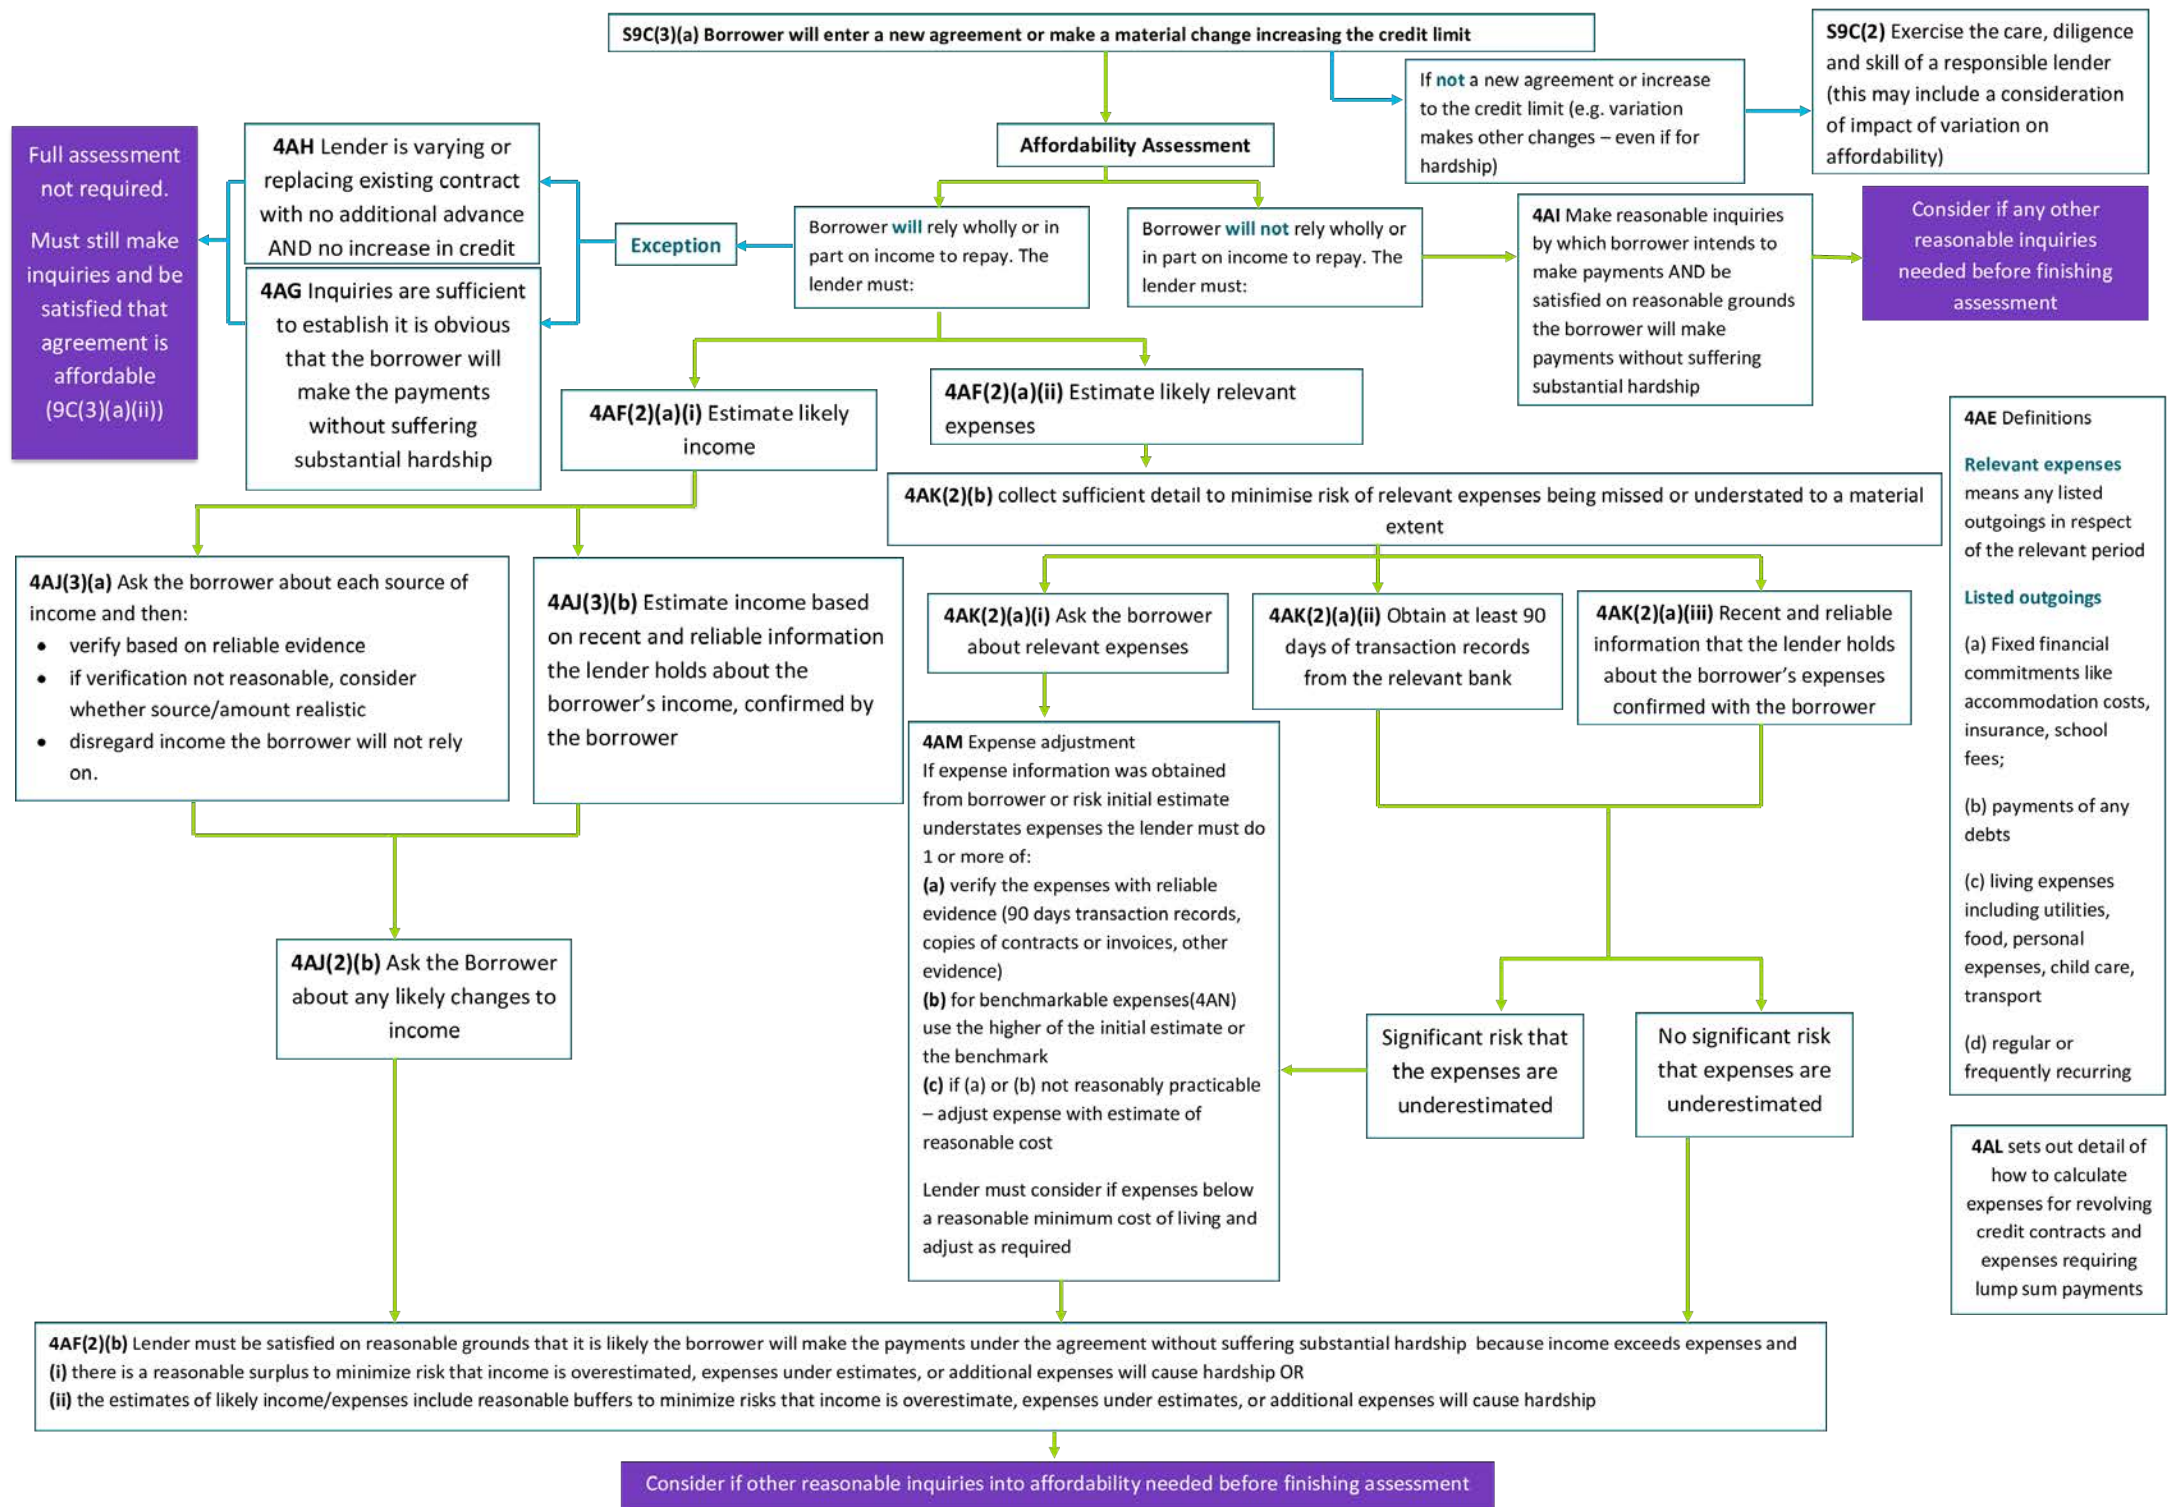 S9C(3)(a) Borrower will enter a new agreement or make a material change increasing the credit limit
If not a new agreement or increase
to the credit limit (e.g. variation
makes other changes – even if for
hardship)
S9C(2) Exercise the care, diligence
and skill of a responsible lender
(this may include a consideration
of impact of variation on
affordability)
Affordability Assessment
Full assessment
not required.
Must still make
inquiries and be
satisfied that
agreement is
affordable
(9C(3)(a)(ii))
4AH Lender is varying or
replacing existing contract
with no additional advance
AND no increase in credit
4AG Inquiries are sufficient
to establish it is obvious
that the borrower will
make the payments
without suffering
substantial hardship
Exception
Borrower will rely wholly or in
part on income to repay. The
lender must:
Borrower will not rely wholly or
in part on income to repay. The
lender must:
4AI Make reasonable inquiries
by which borrower intends to
make payments AND be
satisfied on reasonable grounds
the borrower will make
payments without suffering
substantial hardship
Consider if any other
reasonable inquiries
needed before finishing
assessment
4AF(2)(a)(i) Estimate likely
income
4AF(2)(a)(ii) Estimate likely relevant
expenses
4AK(2)(b) collect sufficient detail to minimise risk of relevant expenses being missed or understated to a material
extent
4AJ(3)(a) Ask the borrower about each source of
income and then:
• verify based on reliable evidence
• if verification not reasonable, consider
whether source/amount realistic
• disregard income the borrower will not rely
on.
4AJ(3)(b) Estimate income based
on recent and reliable information
the lender holds about the
borrower's income, confirmed by
the borrower
4AK(2)(a)(i) Ask the borrower
about relevant expenses
4AK(2)(a)(ii) Obtain at least 90
days of transaction records
from the relevant bank
4AK(2)(a)(iii) Recent and reliable
information that the lender holds
about the borrower's expenses
confirmed with the borrower
4AM Expense adjustment
If expense information was obtained
from borrower or risk initial estimate
understates expenses the lender must do
1 or more of:
(a) verify the expenses with reliable
evidence (90 days transaction records,
copies of contracts or invoices, other
evidence)
(b) for benchmarkable expenses(4AN)
use the higher of the initial estimate or
the benchmark
(c) if (a) or (b) not reasonably practicable
– adjust expense with estimate of
reasonable cost
Lender must consider if expenses below
a reasonable minimum cost of living and
adjust as required
4AJ(2)(b) Ask the Borrower
about any likely changes to
income
Significant risk that
the expenses are
underestimated
No significant risk
that expenses are
underestimated
4AE Definitions
Relevant expenses
means any listed
outgoings in respect
of the relevant period
Listed outgoings
(a) Fixed financial
commitments like
accommodation costs,
insurance, school
fees;
(b) payments of any
debts
(c) living expenses
including utilities,
food, personal
expenses, child care,
transport
(d) regular or
frequently recurring
4AL sets out detail of
how to calculate
expenses for revolving
credit contracts and
expenses requiring
lump sum payments
4AF(2)(b) Lender must be satisfied on reasonable grounds that it is likely the borrower will make the payments under the agreement without suffering substantial hardship because income exceeds expenses and
(i) there is a reasonable surplus to minimize risk that income is overestimated, expenses under estimates, or additional expenses will cause hardship OR
(ii) the estimates of likely income/expenses include reasonable buffers to minimize risks that income is overestimate, expenses under estimates, or additional expenses will cause hardship
Consider if other reasonable inquiries into affordability needed before finishing assessment